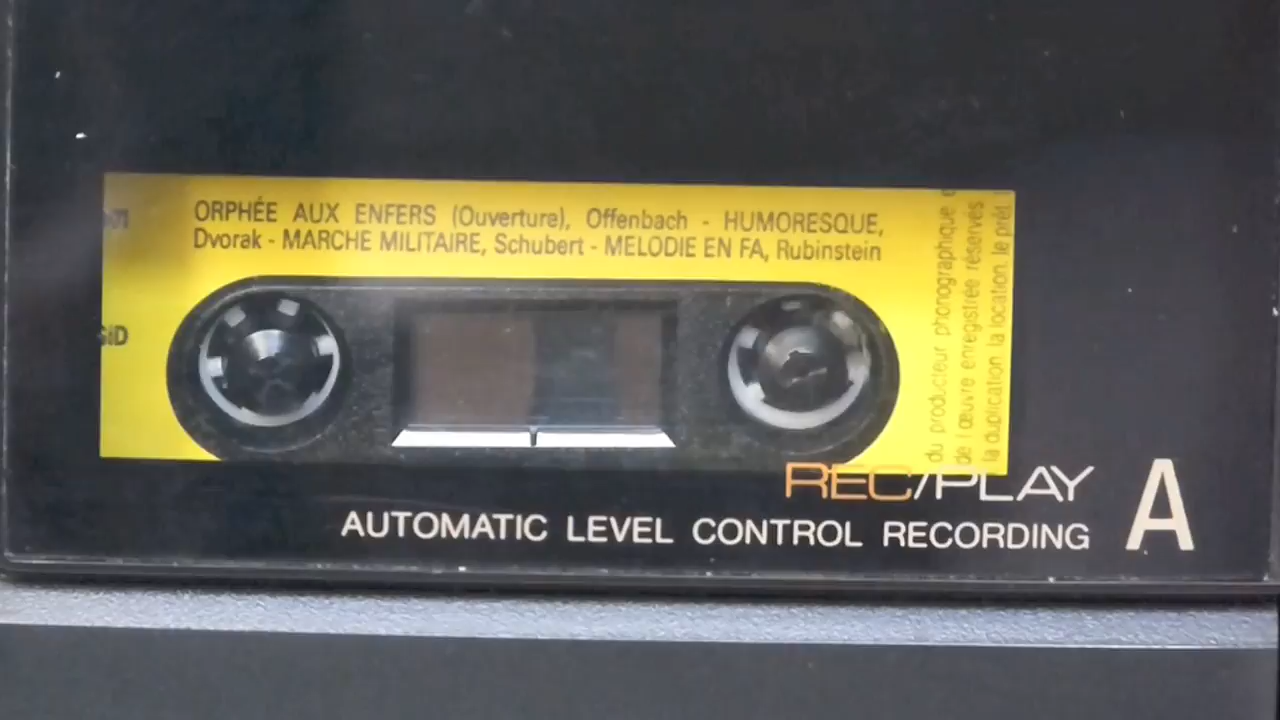 ORPHÉE AUX ENFERS (Ouverture), Offenbach - HUMORESQUE,
Dvorak - MARCHE MILITAIRE, Schubert - MELODIE EN FA, Rubinstein
du producteur phonographique
de l'œuvre enregistrée réservés
la duplication, la location, le prêt,
REC/PLAY
AUTOMATIC LEVEL CONTROL RECORDING
A